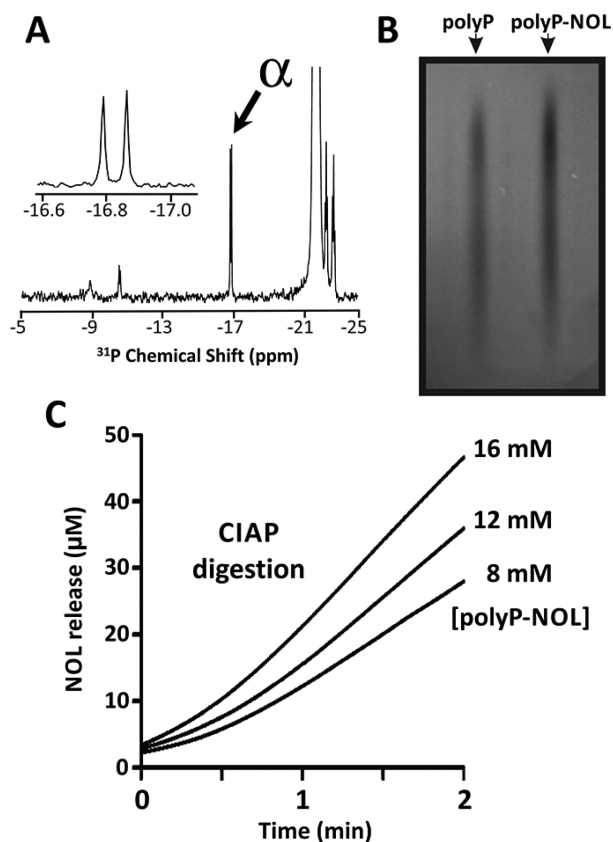 A
α
-16.6 -16.8 -17.0
-5 -9 -13 -17 -21 -25
³¹P Chemical Shift (ppm)
B
polyP polyP-NOL
C
50
40
30
20
10
0
NOL release (µM)
CIAP
digestion
16 mM
12 mM
8 mM
[polyP-NOL]
0 1 2
Time (min)